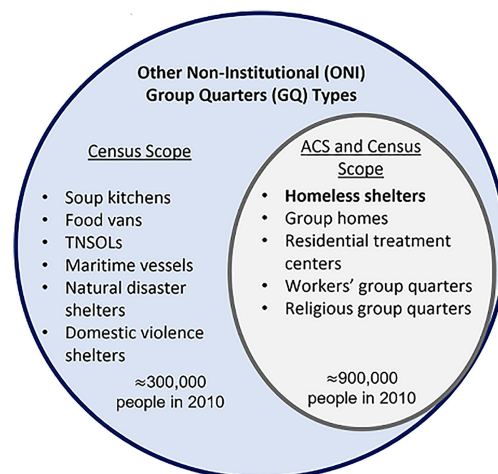 Other Non-Institutional (ONI)
Group Quarters (GQ) Types
Census Scope
• Soup kitchens
• Food vans
• TNSOLs
• Maritime vessels
• Natural disaster
shelters
• Domestic violence
shelters
≈300,000
people in 2010
ACS and Census
Scope
• Homeless shelters
• Group homes
• Residential treatment
centers
• Workers’ group quarters
• Religious group quarters
≈900,000
people in 2010